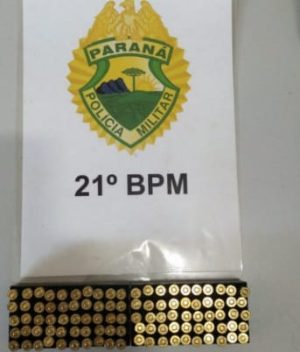 PARANÁ
POLÍCIA MILITAR
21º BPM